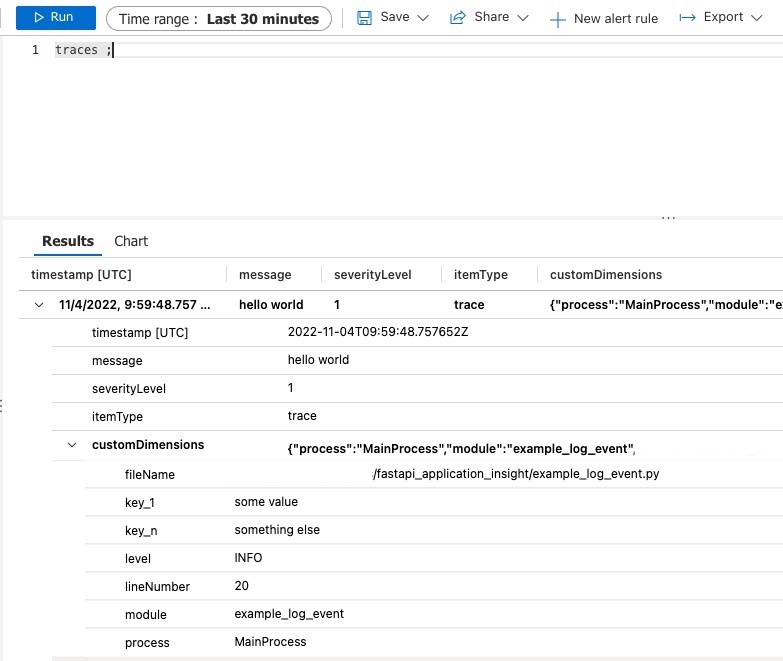 Run Time range : Last 30 minutes Save Share New alert rule Export
1 traces ;
...
Results Chart
timestamp [UTC] message severityLevel itemType customDimensions
11/4/2022, 9:59:48.757 ... hello world 1 trace {"process":"MainProcess","module":"e
timestamp [UTC] 2022-11-04T09:59:48.757652Z
message hello world
severityLevel 1
itemType trace
customDimensions {"process":"MainProcess","module":"example_log_event",
fileName /fastapi_application_insight/example_log_event.py
key_1 some value
key_n something else
level INFO
lineNumber 20
module example_log_event
process MainProcess